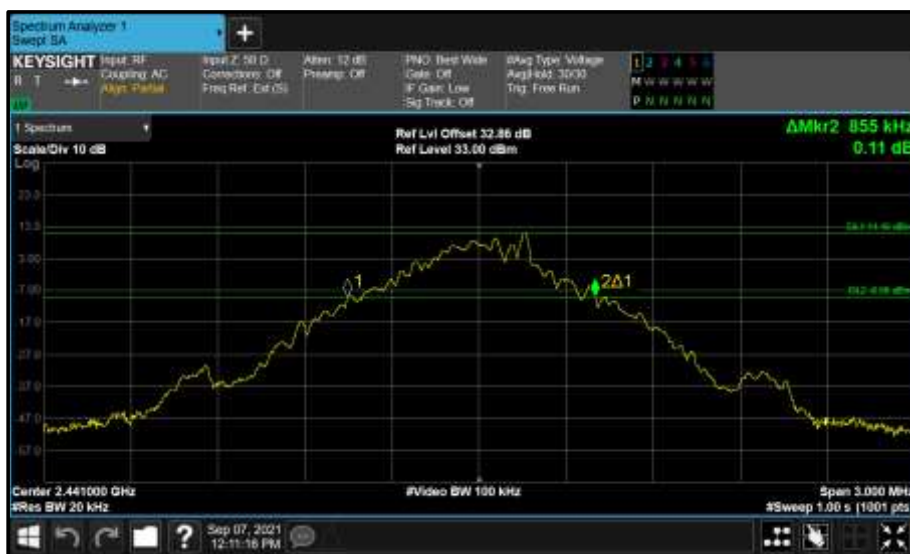 Spectrum Analyzer 1
Swept SA
+
KEYSIGHT
R T
Input: RF
Coupling: AC
Align: Partial
Input Z: 50 Ω
Corrections: Off
Freq Ref: Ext (S)
Atten: 12 dB
Preamp: Off
PNO: Best Wide
Gate: Off
IF Gain: Low
Sig Track: Off
#Avg Type: Voltage
Avg|Hold: 30/30
Trig: Free Run
1 2 3 4 5 6
M W W W W W
P N N N N N
1 Spectrum
Scale/Div 10 dB
Ref Lvl Offset 32.86 dB
Ref Level 33.00 dBm
ΔMkr2 855 kHz
0.11 dB
Log
23.0
13.0
3.00
-7.00
-17.0
-27.0
-37.0
-47.0
-57.0
1
2Δ1
Center 2.441000 GHz
#Res BW 20 kHz
#Video BW 100 kHz
Span 3.000 MHz
#Sweep 1.00 s (1001 pts
?
Sep 07, 2021
12:11:16 PM